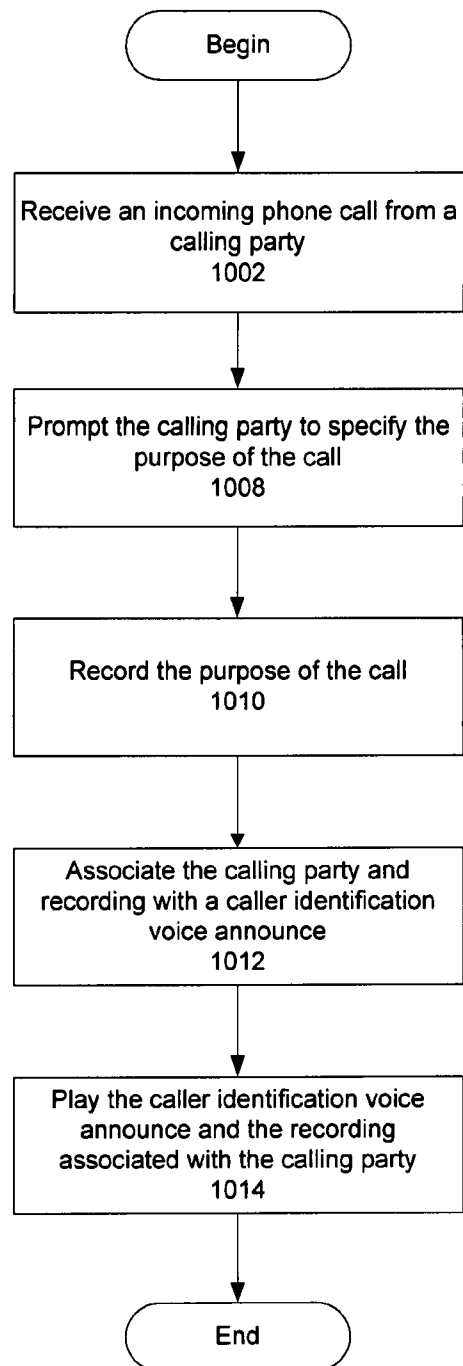 Begin
Receive an incoming phone call from a
calling party
1002
Prompt the calling party to specify the
purpose of the call
1008
Record the purpose of the call
1010
Associate the calling party and
recording with a caller identification
voice announce
1012
Play the caller identification voice
announce and the recording
associated with the calling party
1014
End